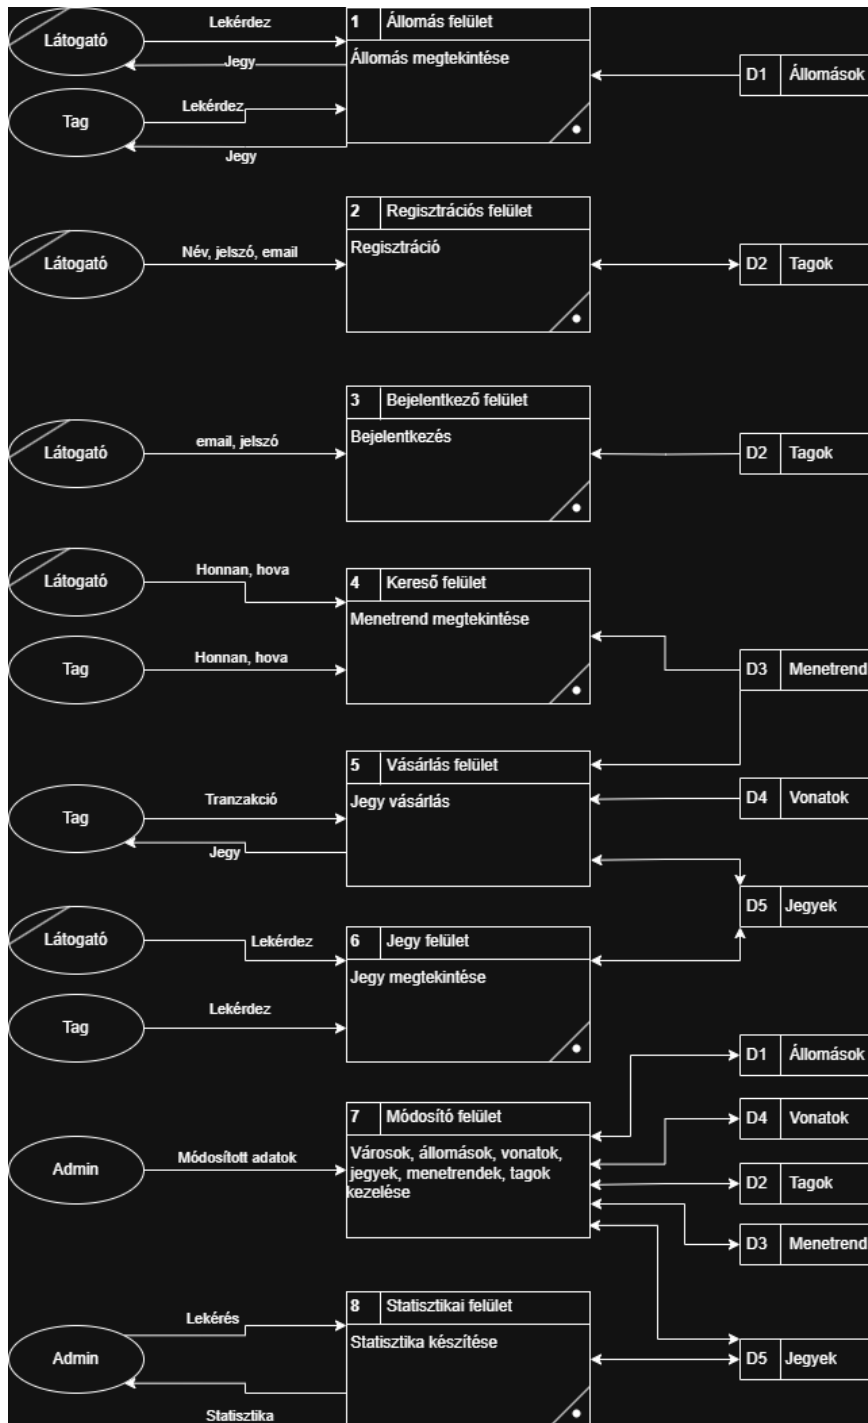 Látogató
Lekérdez
Jegy
1 Állomás felület
Állomás megtekintése
D1 Állomások
Tag
Lekérdez
Jegy
Látogató
Név, jelszó, email
2 Regisztrációs felület
Regisztráció
D2 Tagok
Látogató
email, jelszó
3 Bejelentkező felület
Bejelentkezés
D2 Tagok
Látogató
Honnan, hova
4 Kereső felület
Menetrend megtekintése
Tag
Honnan, hova
D3 Menetrend
Tag
Tranzakció
Jegy
5 Vásárlás felület
Jegy vásárlás
D4 Vonatok
D5 Jegyek
Látogató
Lekérdez
6 Jegy felület
Jegy megtekintése
Tag
Lekérdez
D1 Állomások
Admin
Módosított adatok
7 Módosító felület
Városok, állomások, vonatok,
jegyek, menetrendek, tagok
kezelése
D4 Vonatok
D2 Tagok
D3 Menetrend
Admin
Lekérés
Statisztika
8 Statisztikai felület
Statisztika készítése
D5 Jegyek